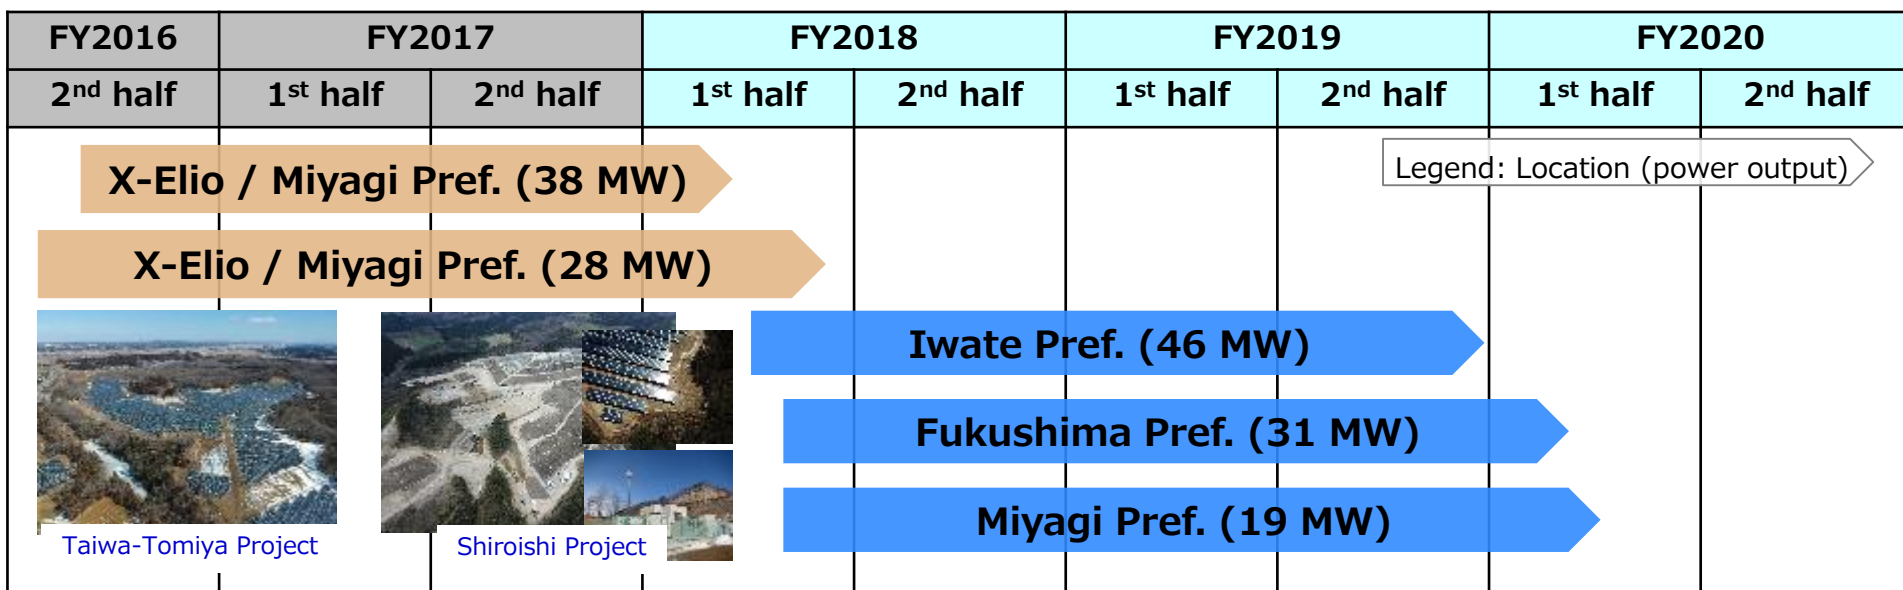 FY2016 FY2017 FY2018 FY2019 FY2020
2nd half 1st half 2nd half 1st half 2nd half 1st half 2nd half 1st half 2nd half
Legend: Location (power output)
X-Elio / Miyagi Pref. (38 MW)
X-Elio / Miyagi Pref. (28 MW)
Iwate Pref. (46 MW)
Fukushima Pref. (31 MW)
Miyagi Pref. (19 MW)
Taiwa-Tomiya Project
Shiroishi Project